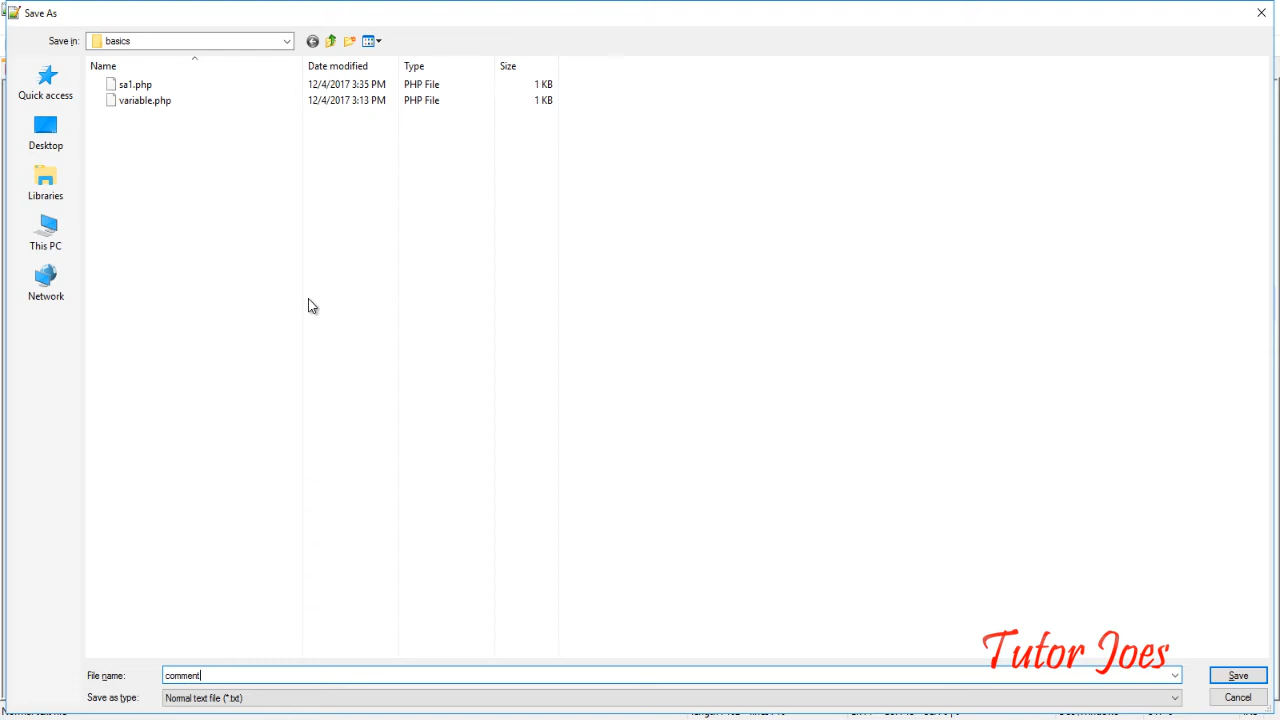 Save As
Save in: basics
Name Date modified Type Size
sa1.php 12/4/2017 3:35 PM PHP File 1 KB
variable.php 12/4/2017 3:13 PM PHP File 1 KB
Quick access
Desktop
Libraries
This PC
Network
Tutor Joes
File name: comment Save
Save as type: Normal text file (*.txt) Cancel